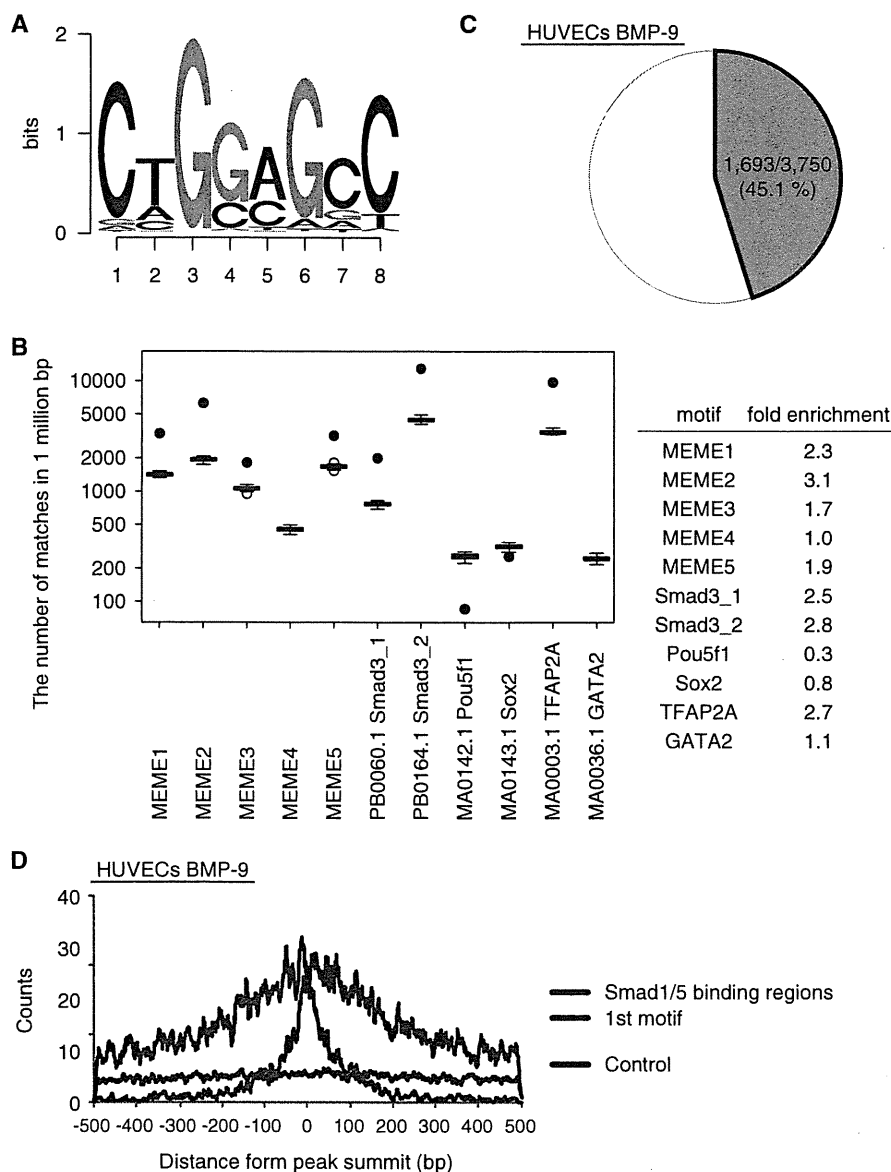 A
2
1
0
bits
CTGGAGCC
1 2 3 4 5 6 7 8
C
HUVECs BMP-9
1,693/3,750
(45.1 %)
B
The number of matches in 1 million bp
10000
5000
2000
1000
500
200
100
MEME1
MEME2
MEME3
MEME4
MEME5
PB0060.1 Smad3_1
PB0164.1 Smad3_2
MA0142.1 Pou5f1
MA0143.1 Sox2
MA0003.1 TFAP2A
MA0036.1 GATA2
motif fold enrichment
MEME1 2.3
MEME2 3.1
MEME3 1.7
MEME4 1.0
MEME5 1.9
Smad3_1 2.5
Smad3_2 2.8
Pou5f1 0.3
Sox2 0.8
TFAP2A 2.7
GATA2 1.1
D
HUVECs BMP-9
Counts
40
30
20
10
0
-500 -400 -300 -200 -100 0 100 200 300 400 500
Distance form peak summit (bp)
Smad1/5 binding regions
1st motif
Control